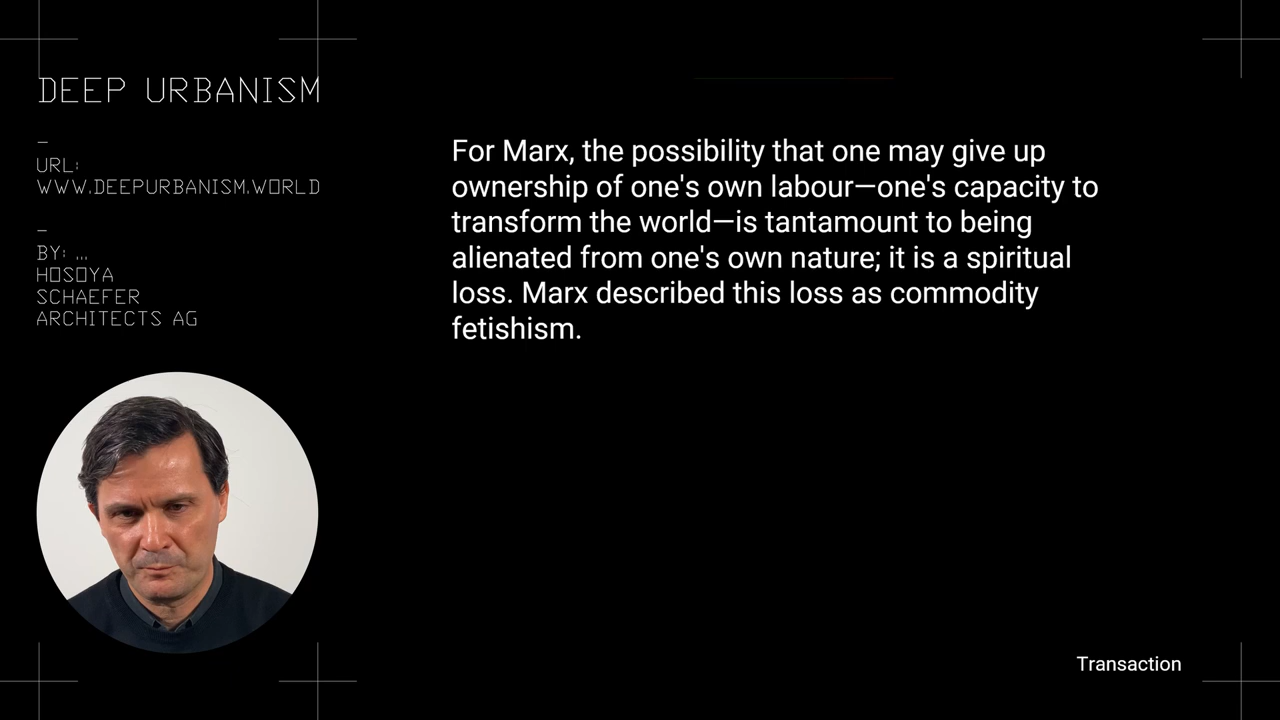 DEEP URBANISM
–
URL:
WWW.DEEPURBANISM.WORLD
–
BY: ...
HOSOYA
SCHAEFER
ARCHITECTS AG
For Marx, the possibility that one may give up
ownership of one's own labour—one's capacity to
transform the world—is tantamount to being
alienated from one's own nature; it is a spiritual
loss. Marx described this loss as commodity
fetishism.
Transaction